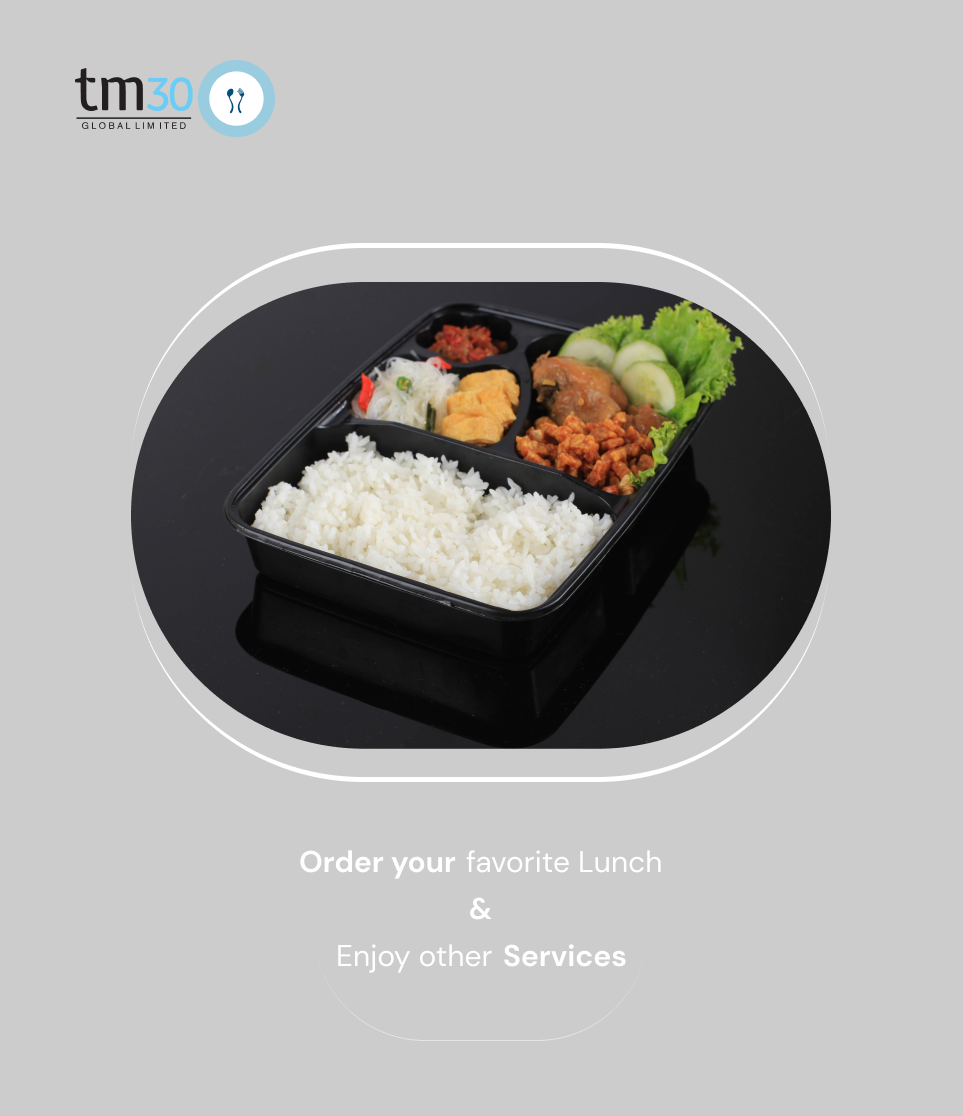 tm30
GLOBAL LIMITED
Order your favorite Lunch
&
Enjoy other Services